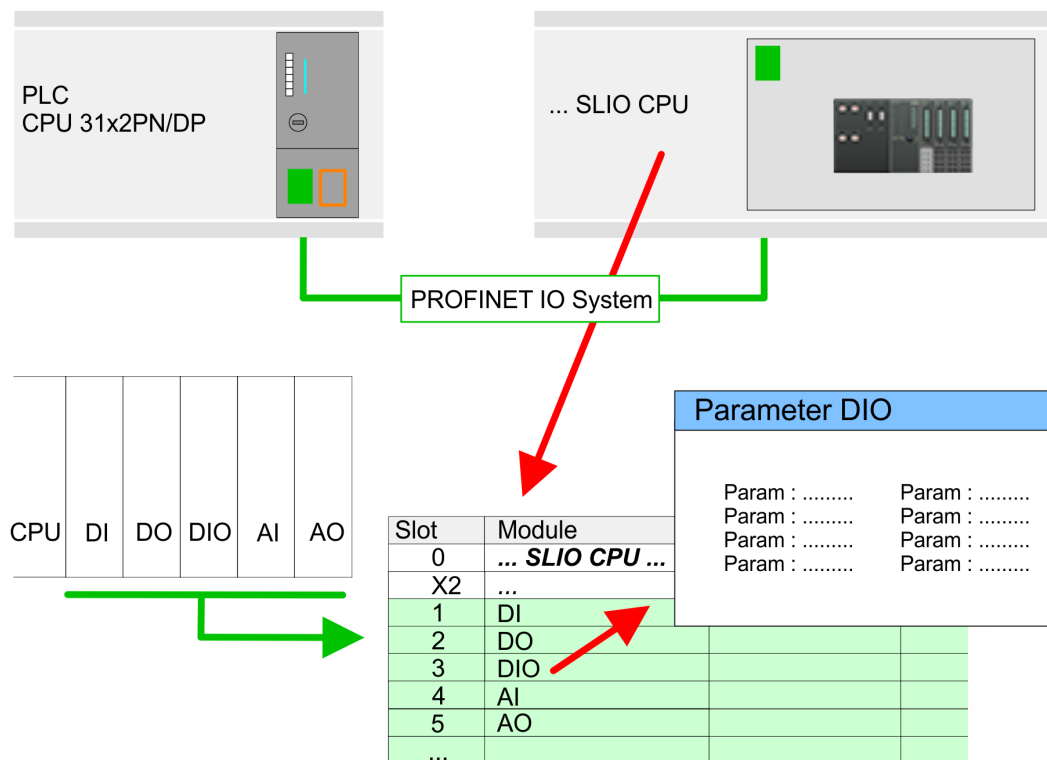 PLC
CPU 31x2PN/DP
... SLIO CPU
PROFINET IO System
CPU DI DO DIO AI AO
Parameter DIO
Param : ......... Param : .........
Param : ......... Param : .........
Param : ......... Param : .........
Param : ......... Param : .........
Slot Module
0 ... SLIO CPU ...
X2 ...
1 DI
2 DO
3 DIO
4 AI
5 AO
...